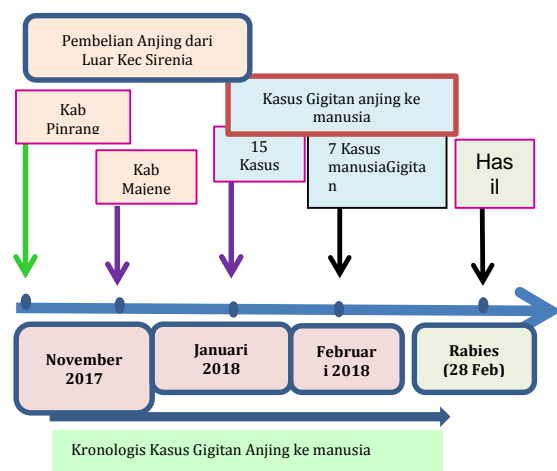 Pembelian Anjing dari
Luar Kec Sirenia
Kasus Gigitan anjing ke
manusia
Kab
Pinrang
Kab
Majene
15
Kasus
7 Kasus
manusiaGigita
n
Has
il
November
2017
Januari
2018
Februar
i 2018
Rabies
(28 Feb)
Kronologis Kasus Gigitan Anjing ke manusia